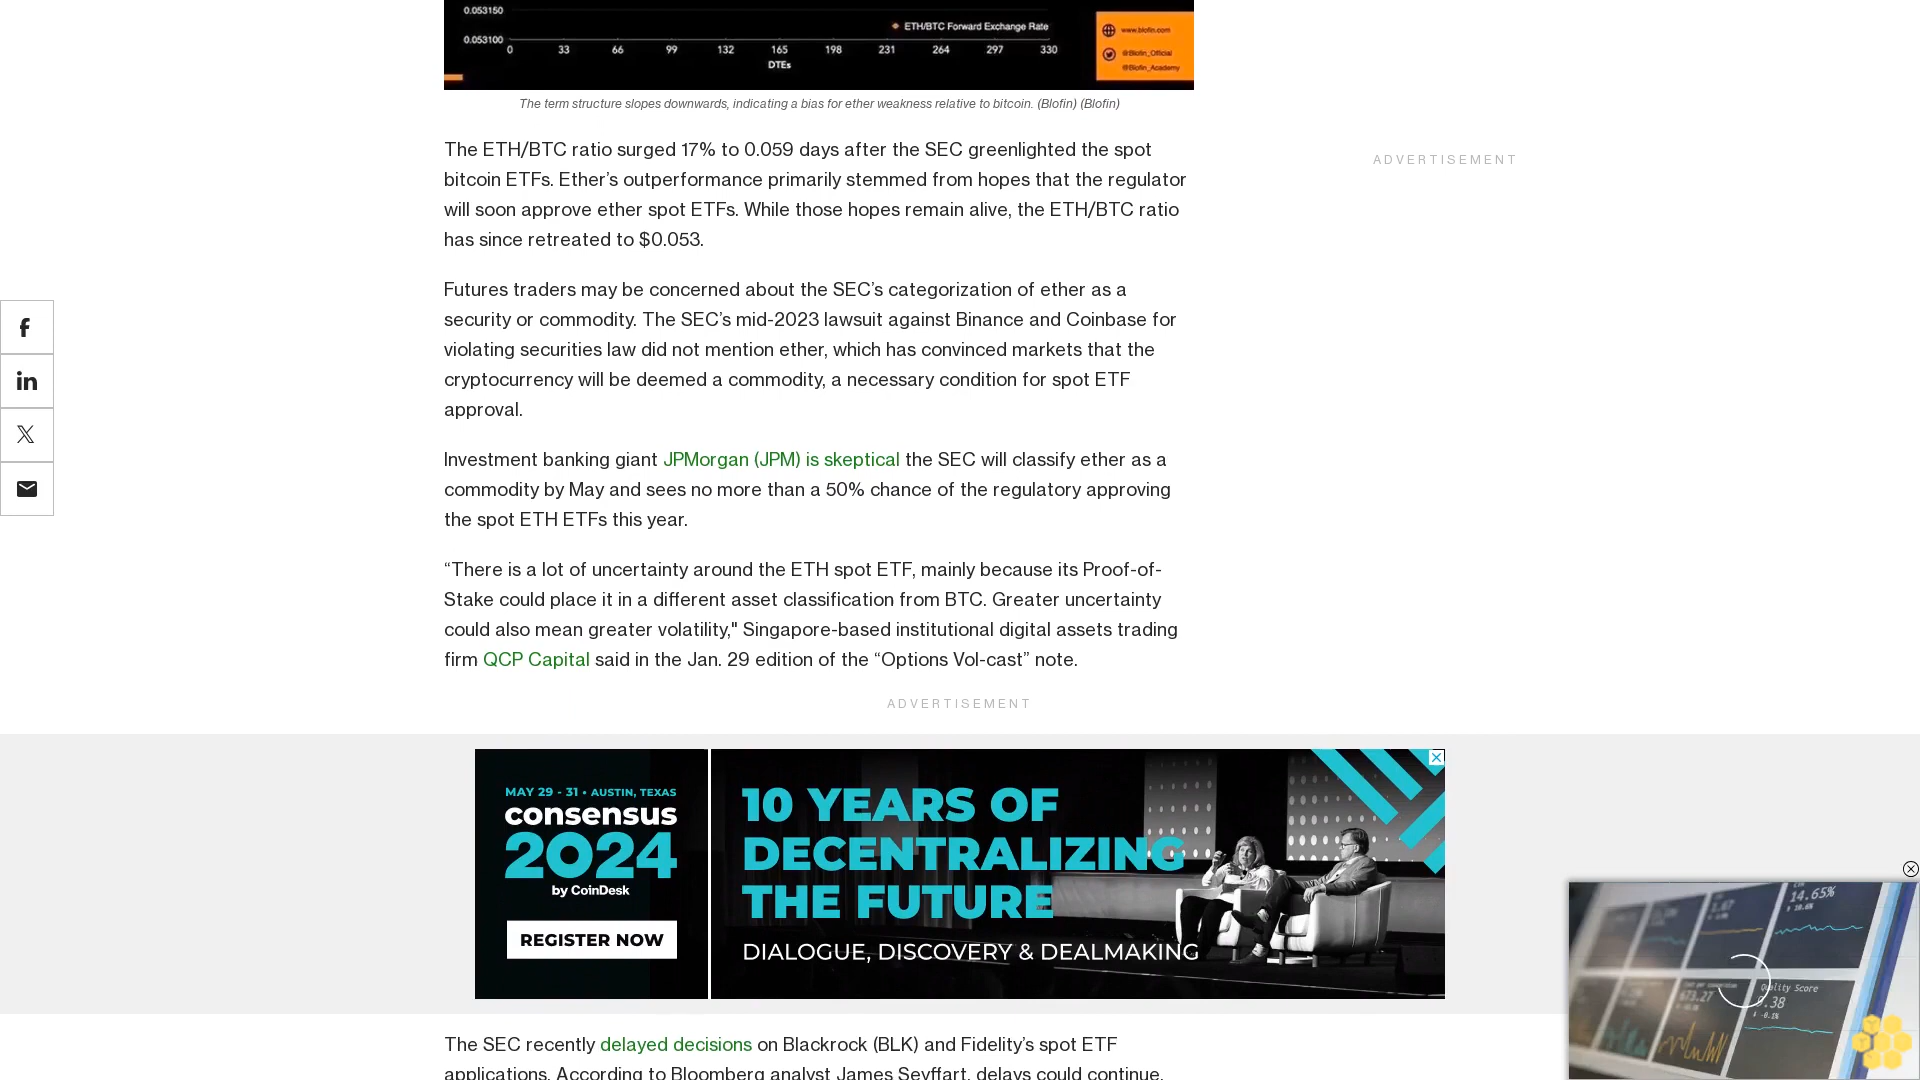 0.053150
ETH/BTC Forward Exchange Rate
0.053100
0 33 66 99 132 165 198 231 264 297 330
DTEs
www.blofin.com
@Blofin_Official
@Blofin_Academy
The term structure slopes downwards, indicating a bias for ether weakness relative to bitcoin. (Blofin) (Blofin)
The ETH/BTC ratio surged 17% to 0.059 days after the SEC greenlighted the spot
bitcoin ETFs. Ether’s outperformance primarily stemmed from hopes that the regulator
will soon approve ether spot ETFs. While those hopes remain alive, the ETH/BTC ratio
has since retreated to $0.053.
ADVERTISEMENT
Futures traders may be concerned about the SEC’s categorization of ether as a
security or commodity. The SEC’s mid-2023 lawsuit against Binance and Coinbase for
violating securities law did not mention ether, which has convinced markets that the
cryptocurrency will be deemed a commodity, a necessary condition for spot ETF
approval.
Investment banking giant JPMorgan (JPM) is skeptical the SEC will classify ether as a
commodity by May and sees no more than a 50% chance of the regulatory approving
the spot ETH ETFs this year.
“There is a lot of uncertainty around the ETH spot ETF, mainly because its Proof-of-
Stake could place it in a different asset classification from BTC. Greater uncertainty
could also mean greater volatility," Singapore-based institutional digital assets trading
firm QCP Capital said in the Jan. 29 edition of the “Options Vol-cast” note.
ADVERTISEMENT
MAY 29 - 31 • AUSTIN, TEXAS
consensus
2024
by CoinDesk
REGISTER NOW
10 YEARS OF
DECENTRALIZING
THE FUTURE
DIALOGUE, DISCOVERY & DEALMAKING
14.65%
Quality Score
9.38
673.27
The SEC recently delayed decisions on Blackrock (BLK) and Fidelity’s spot ETF
applications. According to Bloomberg analyst James Seyffart, delays could continue,